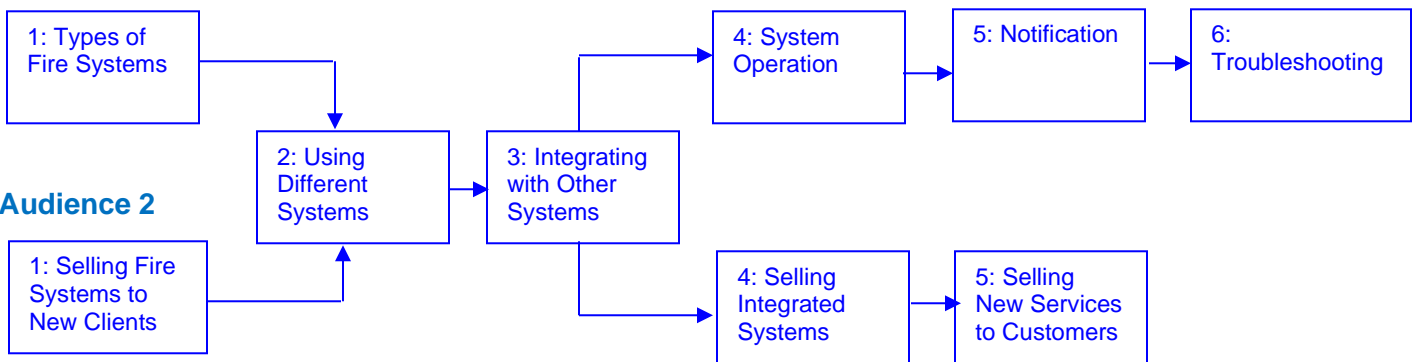 1: Types of
Fire Systems
4: System
Operation
5: Notification
6:
Troubleshooting
2: Using
Different
Systems
3: Integrating
with Other
Systems
Audience 2
1: Selling Fire
Systems to
New Clients
4: Selling
Integrated
Systems
5: Selling
New Services
to Customers